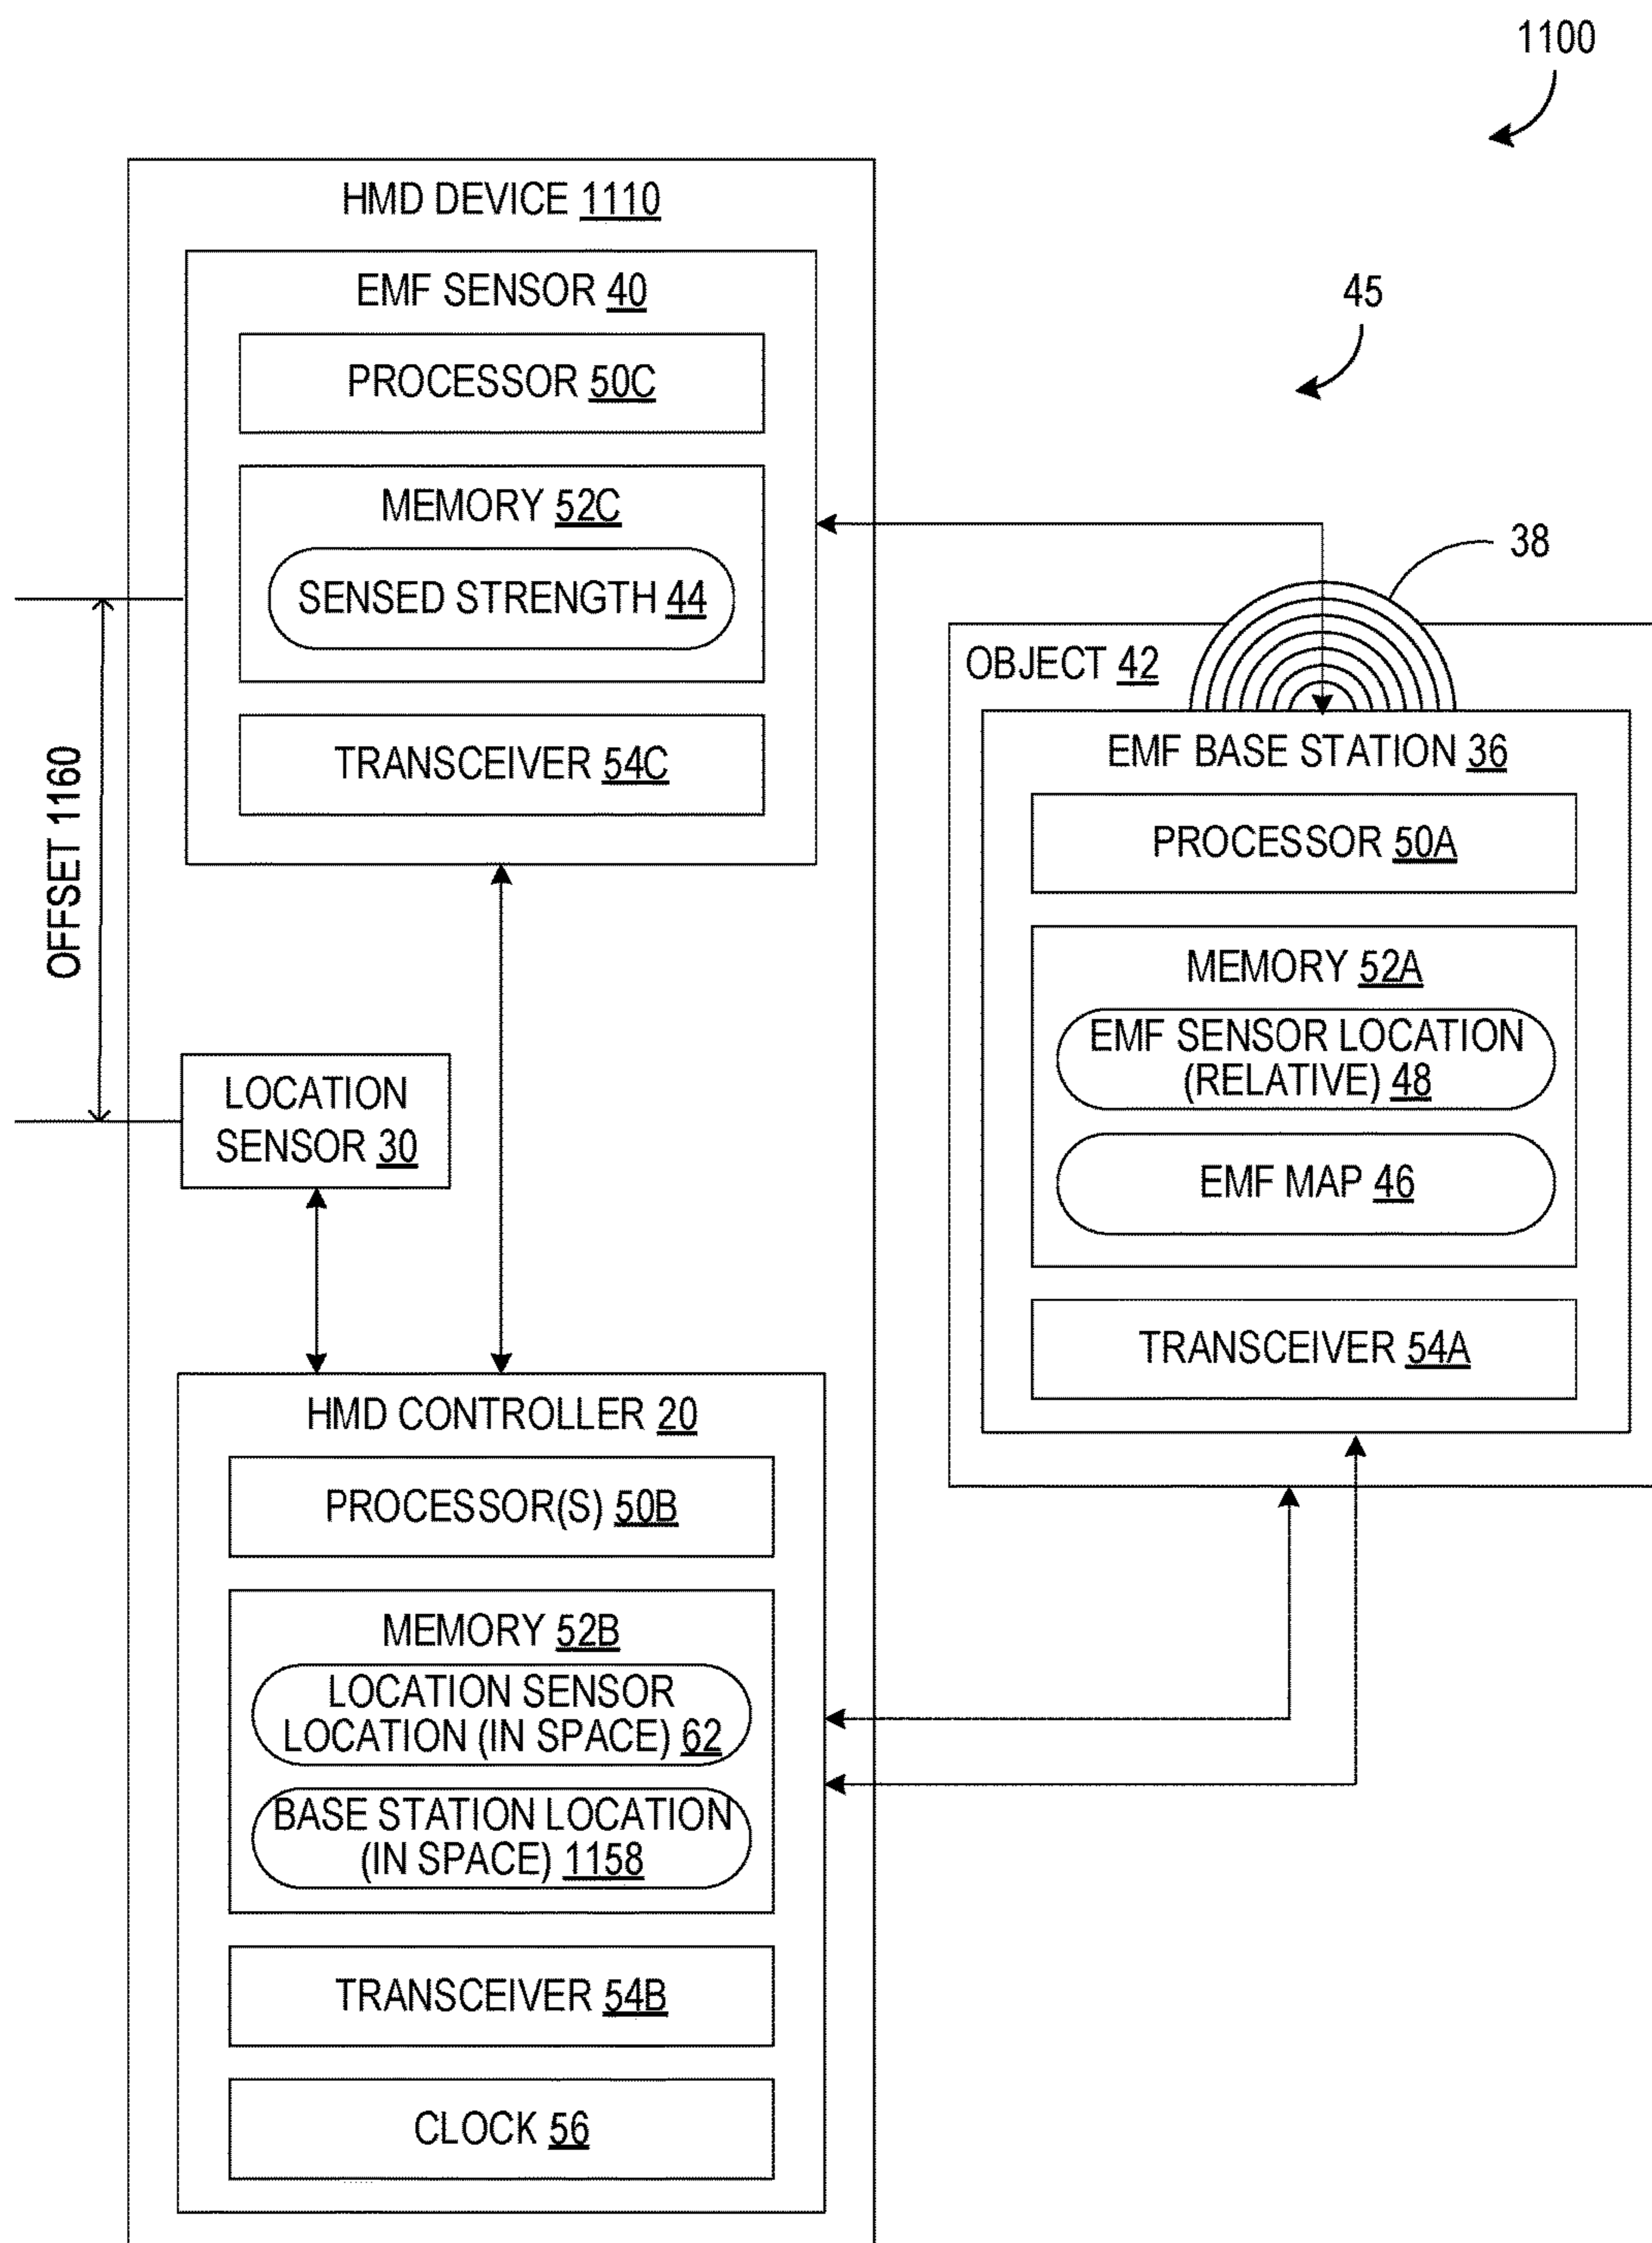 1100
HMD DEVICE 1110
EMF SENSOR 40
PROCESSOR 50C
MEMORY 52C
SENSED STRENGTH 44
TRANSCEIVER 54C
OFFSET 1160
LOCATION
SENSOR 30
HMD CONTROLLER 20
PROCESSOR(S) 50B
MEMORY 52B
LOCATION SENSOR
LOCATION (IN SPACE) 62
BASE STATION LOCATION
(IN SPACE) 1158
TRANSCEIVER 54B
CLOCK 56
45
38
OBJECT 42
EMF BASE STATION 36
PROCESSOR 50A
MEMORY 52A
EMF SENSOR LOCATION
(RELATIVE) 48
EMF MAP 46
TRANSCEIVER 54A